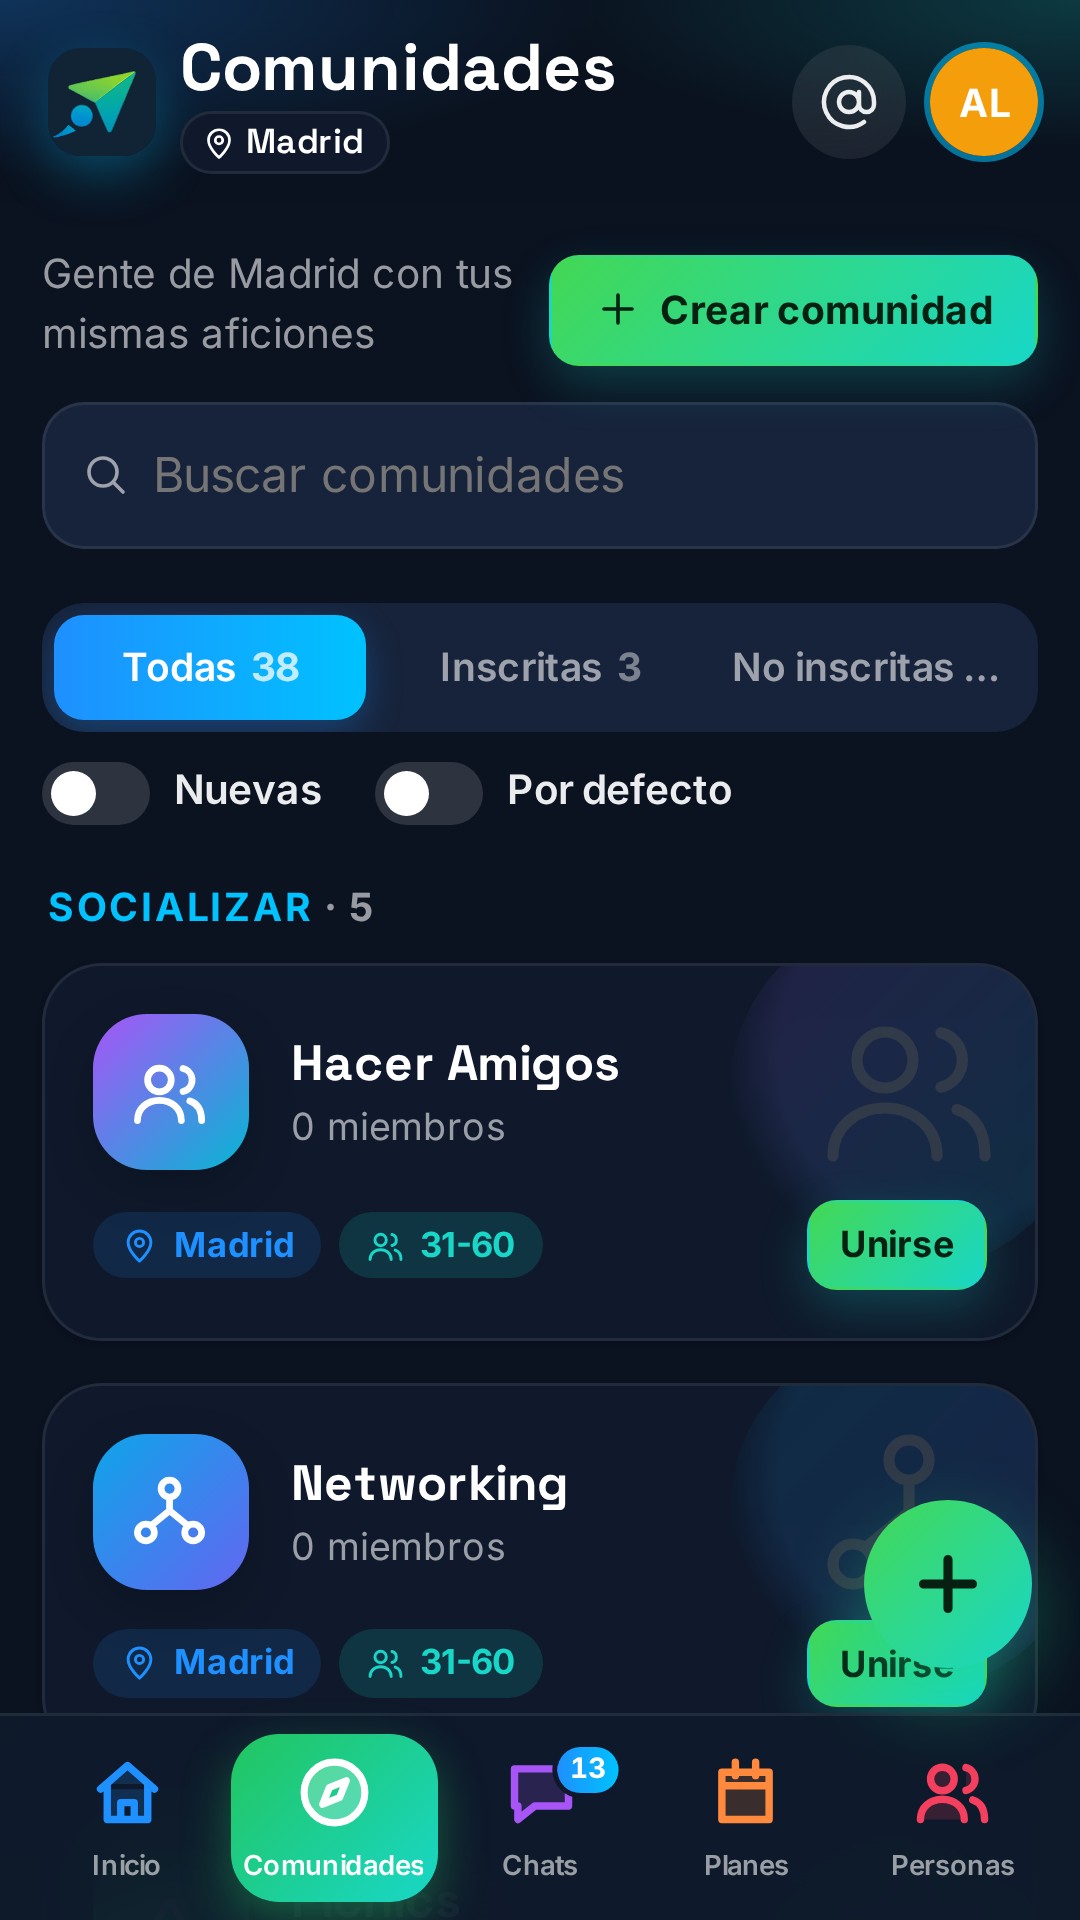 Comunidades
Madrid
AL
Gente de Madrid con tus
mismas aficiones
Crear comunidad
Buscar comunidades
Todas 38
Inscritas 3
No inscritas ...
Nuevas
Por defecto
SOCIALIZAR · 5
Hacer Amigos
0 miembros
Madrid
31-60
Unirse
Networking
0 miembros
Madrid
31-60
Unirse
13
Inicio
Comunidades
Chats
Planes
Personas